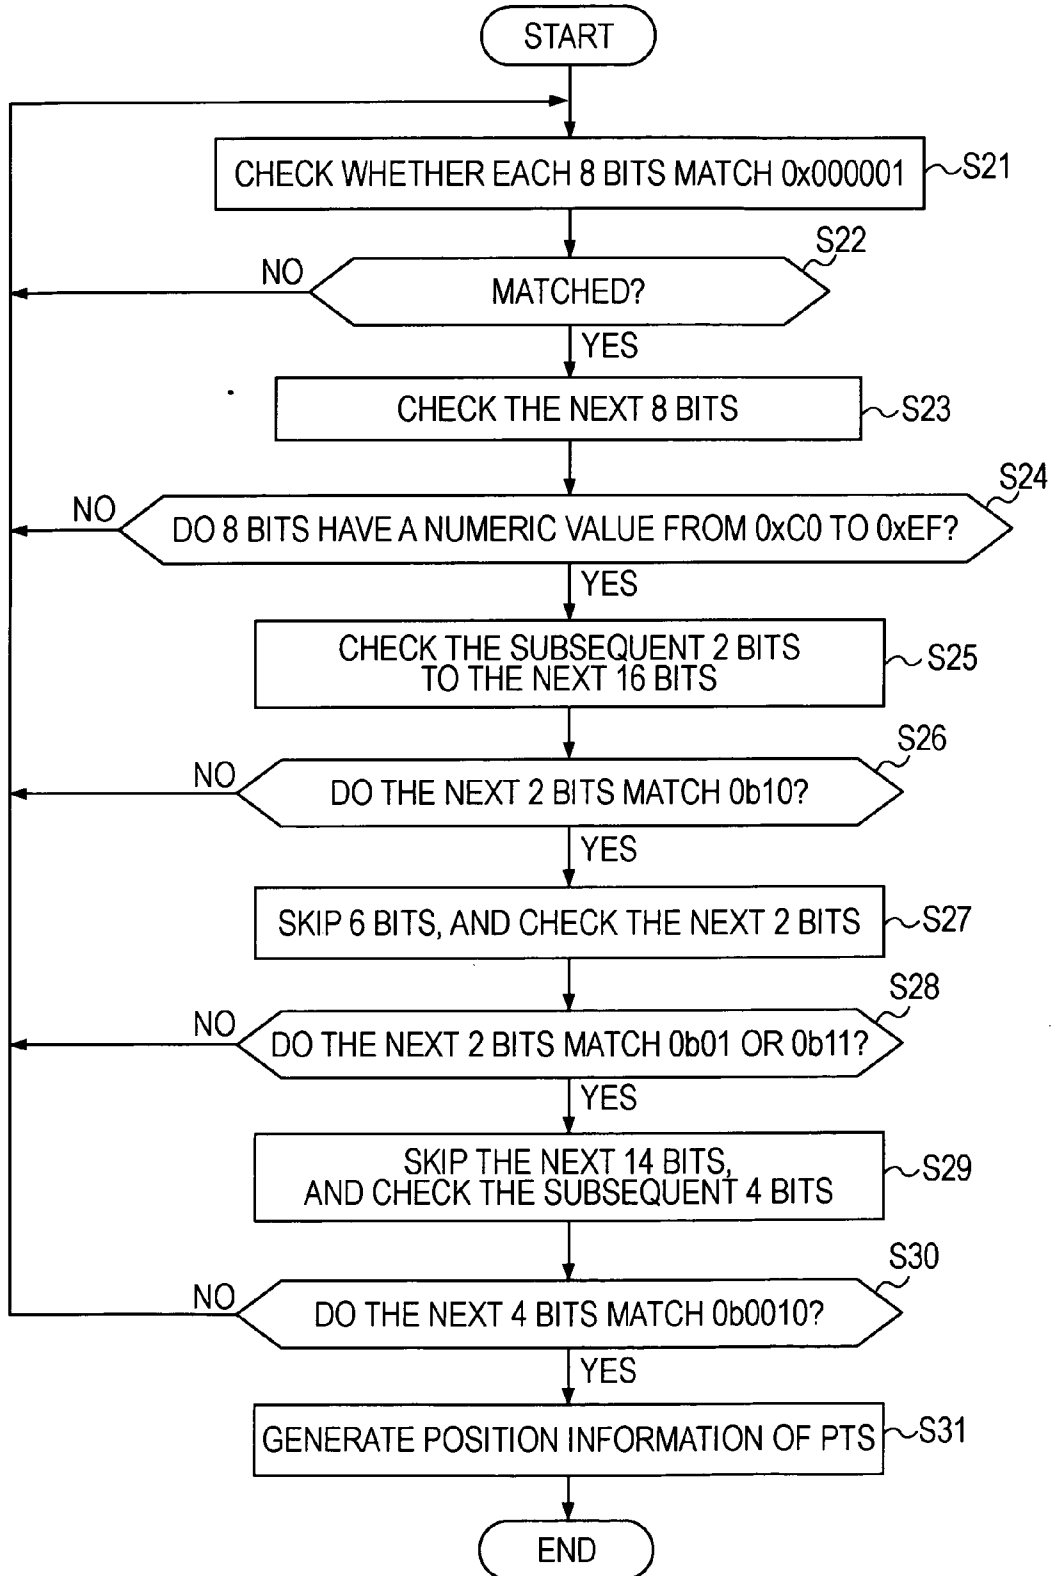 START
CHECK WHETHER EACH 8 BITS MATCH 0x000001
S21
S22
NO
MATCHED?
YES
CHECK THE NEXT 8 BITS
S23
S24
NO
DO 8 BITS HAVE A NUMERIC VALUE FROM 0xC0 TO 0xEF?
YES
CHECK THE SUBSEQUENT 2 BITS
TO THE NEXT 16 BITS
S25
S26
NO
DO THE NEXT 2 BITS MATCH 0b10?
YES
SKIP 6 BITS, AND CHECK THE NEXT 2 BITS
S27
S28
NO
DO THE NEXT 2 BITS MATCH 0b01 OR 0b11?
YES
SKIP THE NEXT 14 BITS,
AND CHECK THE SUBSEQUENT 4 BITS
S29
S30
NO
DO THE NEXT 4 BITS MATCH 0b0010?
YES
GENERATE POSITION INFORMATION OF PTS
S31
END